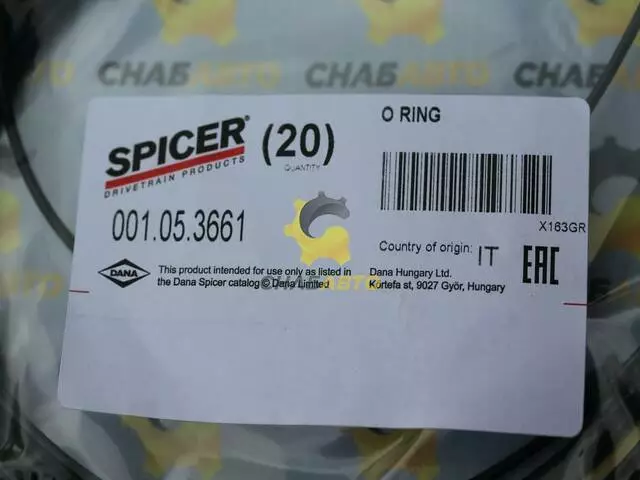 СНАБАВТО
СНАБАВТО
SPICER®
DRIVETRAIN PRODUCTS
(20)
QUANTITY
O RING
001.05.3661
X163GR
Country of origin: IT
EAC
DANA
This product intended for use only as listed in
the Dana Spicer catalog © Dana Limited
Dana Hungary Ltd.
Körtefa st, 9027 Győr, Hungary
СНАБАВТО